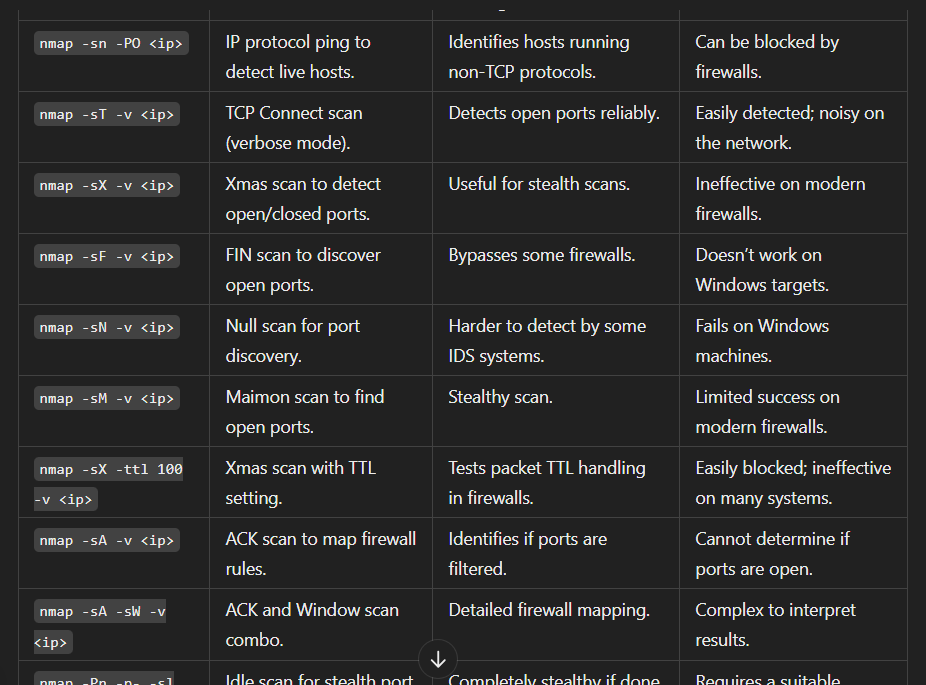 nmap -sn -PO <ip>
IP protocol ping to
detect live hosts.
Identifies hosts running
non-TCP protocols.
Can be blocked by
firewalls.
nmap -sT -v <ip>
TCP Connect scan
(verbose mode).
Detects open ports reliably.
Easily detected; noisy on
the network.
nmap -sX -v <ip>
Xmas scan to detect
open/closed ports.
Useful for stealth scans.
Ineffective on modern
firewalls.
nmap -sF -v <ip>
FIN scan to discover
open ports.
Bypasses some firewalls.
Doesn’t work on
Windows targets.
nmap -sN -v <ip>
Null scan for port
discovery.
Harder to detect by some
IDS systems.
Fails on Windows
machines.
nmap -sM -v <ip>
Maimon scan to find
open ports.
Stealthy scan.
Limited success on
modern firewalls.
nmap -sX -ttl 100
-v <ip>
Xmas scan with TTL
setting.
Tests packet TTL handling
in firewalls.
Easily blocked; ineffective
on many systems.
nmap -sA -v <ip>
ACK scan to map firewall
rules.
Identifies if ports are
filtered.
Cannot determine if
ports are open.
nmap -sA -sW -v
<ip>
ACK and Window scan
combo.
Detailed firewall mapping.
Complex to interpret
results.
nmap -Pn -p- -sI
Idle scan for stealth port
Completely stealthy if done
Requires a suitable